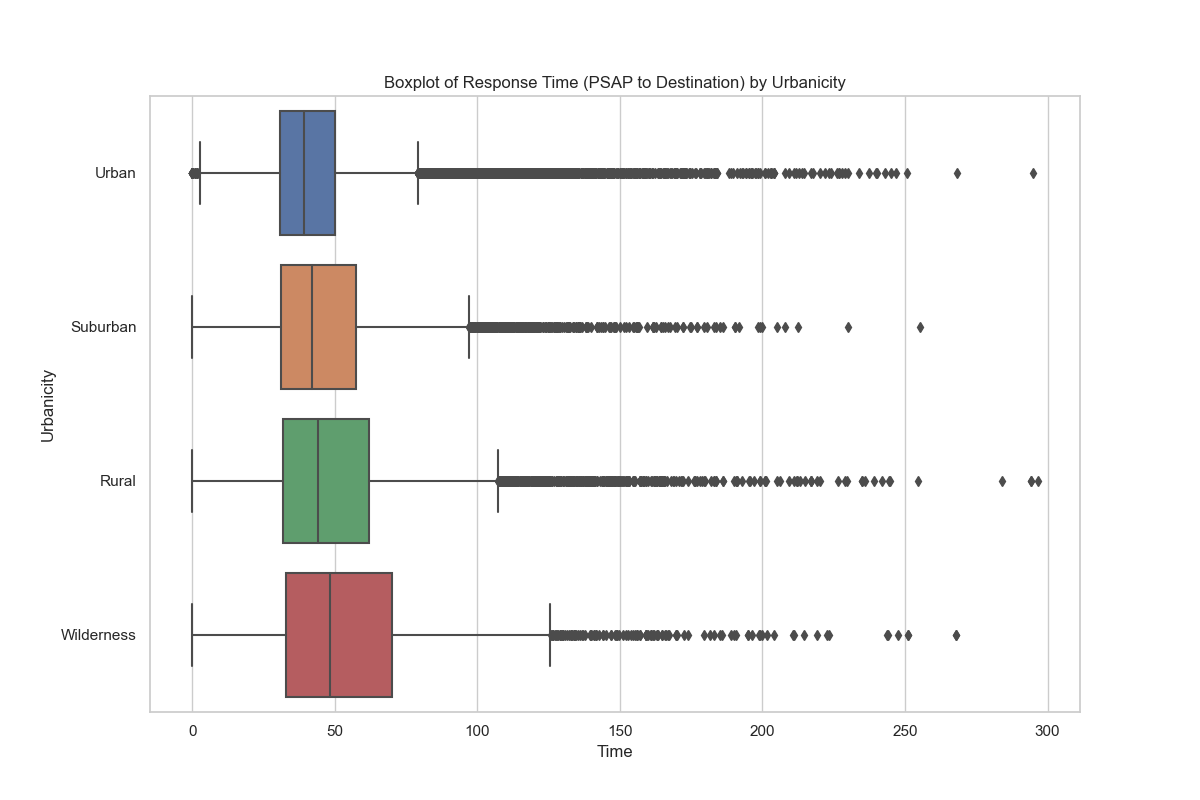 Boxplot of Response Time (PSAP to Destination) by Urbanicity
Urbanicity
Urban
Suburban
Rural
Wilderness
0 50 100 150 200 250 300
Time